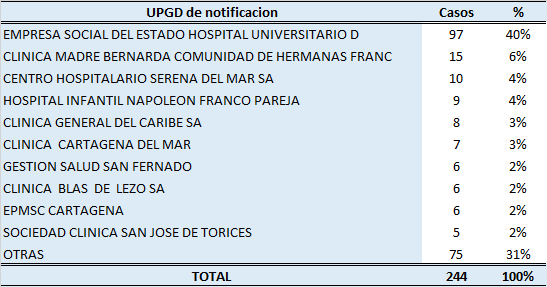 UPGD de notificacion Casos %
EMPRESA SOCIAL DEL ESTADO HOSPITAL UNIVERSITARIO D 97 40%
CLINICA MADRE BERNARDA COMUNIDAD DE HERMANAS FRANC 15 6%
CENTRO HOSPITALARIO SERENA DEL MAR SA 10 4%
HOSPITAL INFANTIL NAPOLEON FRANCO PAREJA 9 4%
CLINICA GENERAL DEL CARIBE SA 8 3%
CLINICA CARTAGENA DEL MAR 7 3%
GESTION SALUD SAN FERNADO 6 2%
CLINICA BLAS DE LEZO SA 6 2%
EPMSC CARTAGENA 6 2%
SOCIEDAD CLINICA SAN JOSE DE TORICES 5 2%
OTRAS 75 31%
TOTAL 244 100%